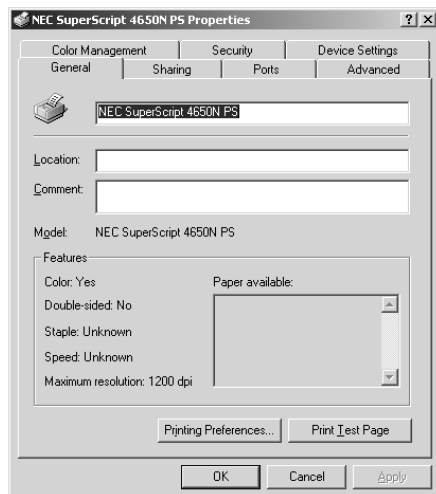 NEC SuperScript 4650N PS Properties
Color Management Security Device Settings
General Sharing Ports Advanced
NEC SuperScript 4650N PS
Location:
Comment:
Model: NEC SuperScript 4650N PS
Features
Color: Yes
Paper available:
Double-sided: No
Staple: Unknown
Speed: Unknown
Maximum resolution: 1200 dpi
Printing Preferences...
Print Test Page
OK
Cancel
Apply